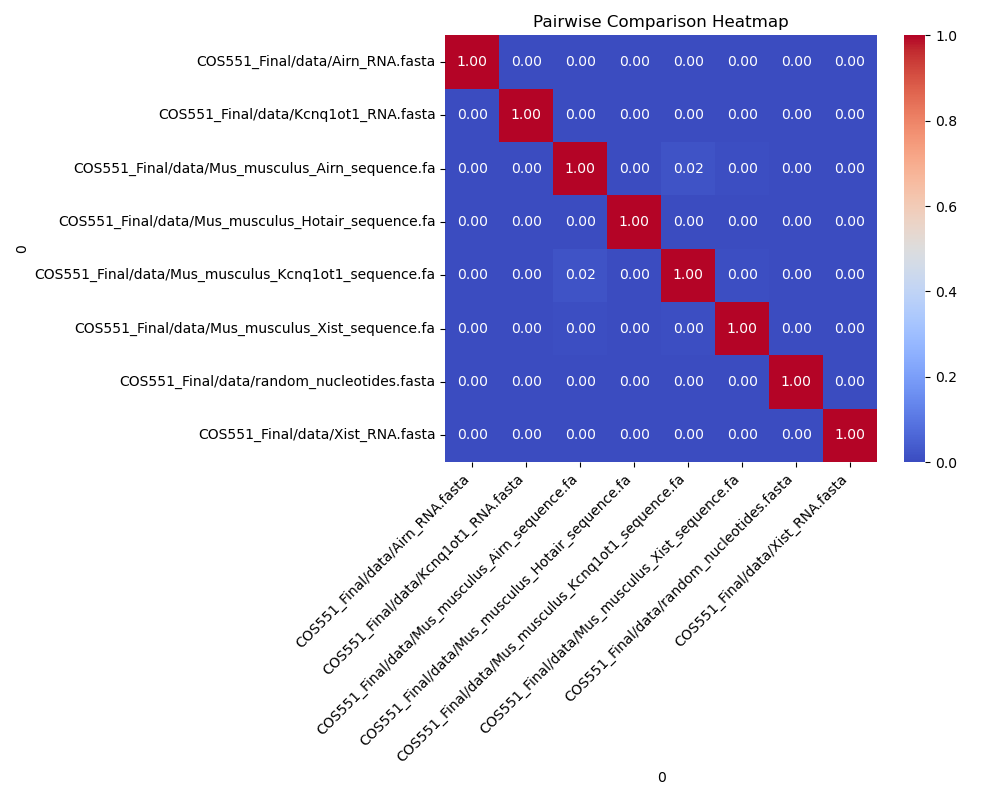 Pairwise Comparison Heatmap
COS551_Final/data/Airn_RNA.fasta 1.00 0.00 0.00 0.00 0.00 0.00 0.00 0.00
COS551_Final/data/Kcnq1ot1_RNA.fasta 0.00 1.00 0.00 0.00 0.00 0.00 0.00 0.00
COS551_Final/data/Mus_musculus_Airn_sequence.fa 0.00 0.00 1.00 0.00 0.02 0.00 0.00 0.00
COS551_Final/data/Mus_musculus_Hotair_sequence.fa 0.00 0.00 0.00 1.00 0.00 0.00 0.00 0.00
COS551_Final/data/Mus_musculus_Kcnq1ot1_sequence.fa 0.00 0.00 0.02 0.00 1.00 0.00 0.00 0.00
COS551_Final/data/Mus_musculus_Xist_sequence.fa 0.00 0.00 0.00 0.00 0.00 1.00 0.00 0.00
COS551_Final/data/random_nucleotides.fasta 0.00 0.00 0.00 0.00 0.00 0.00 1.00 0.00
COS551_Final/data/Xist_RNA.fasta 0.00 0.00 0.00 0.00 0.00 0.00 0.00 1.00
0
COS551_Final/data/Airn_RNA.fasta
COS551_Final/data/Kcnq1ot1_RNA.fasta
COS551_Final/data/Mus_musculus_Airn_sequence.fa
COS551_Final/data/Mus_musculus_Hotair_sequence.fa
COS551_Final/data/Mus_musculus_Kcnq1ot1_sequence.fa
COS551_Final/data/Mus_musculus_Xist_sequence.fa
COS551_Final/data/random_nucleotides.fasta
COS551_Final/data/Xist_RNA.fasta
0
1.0
0.8
0.6
0.4
0.2
0.0